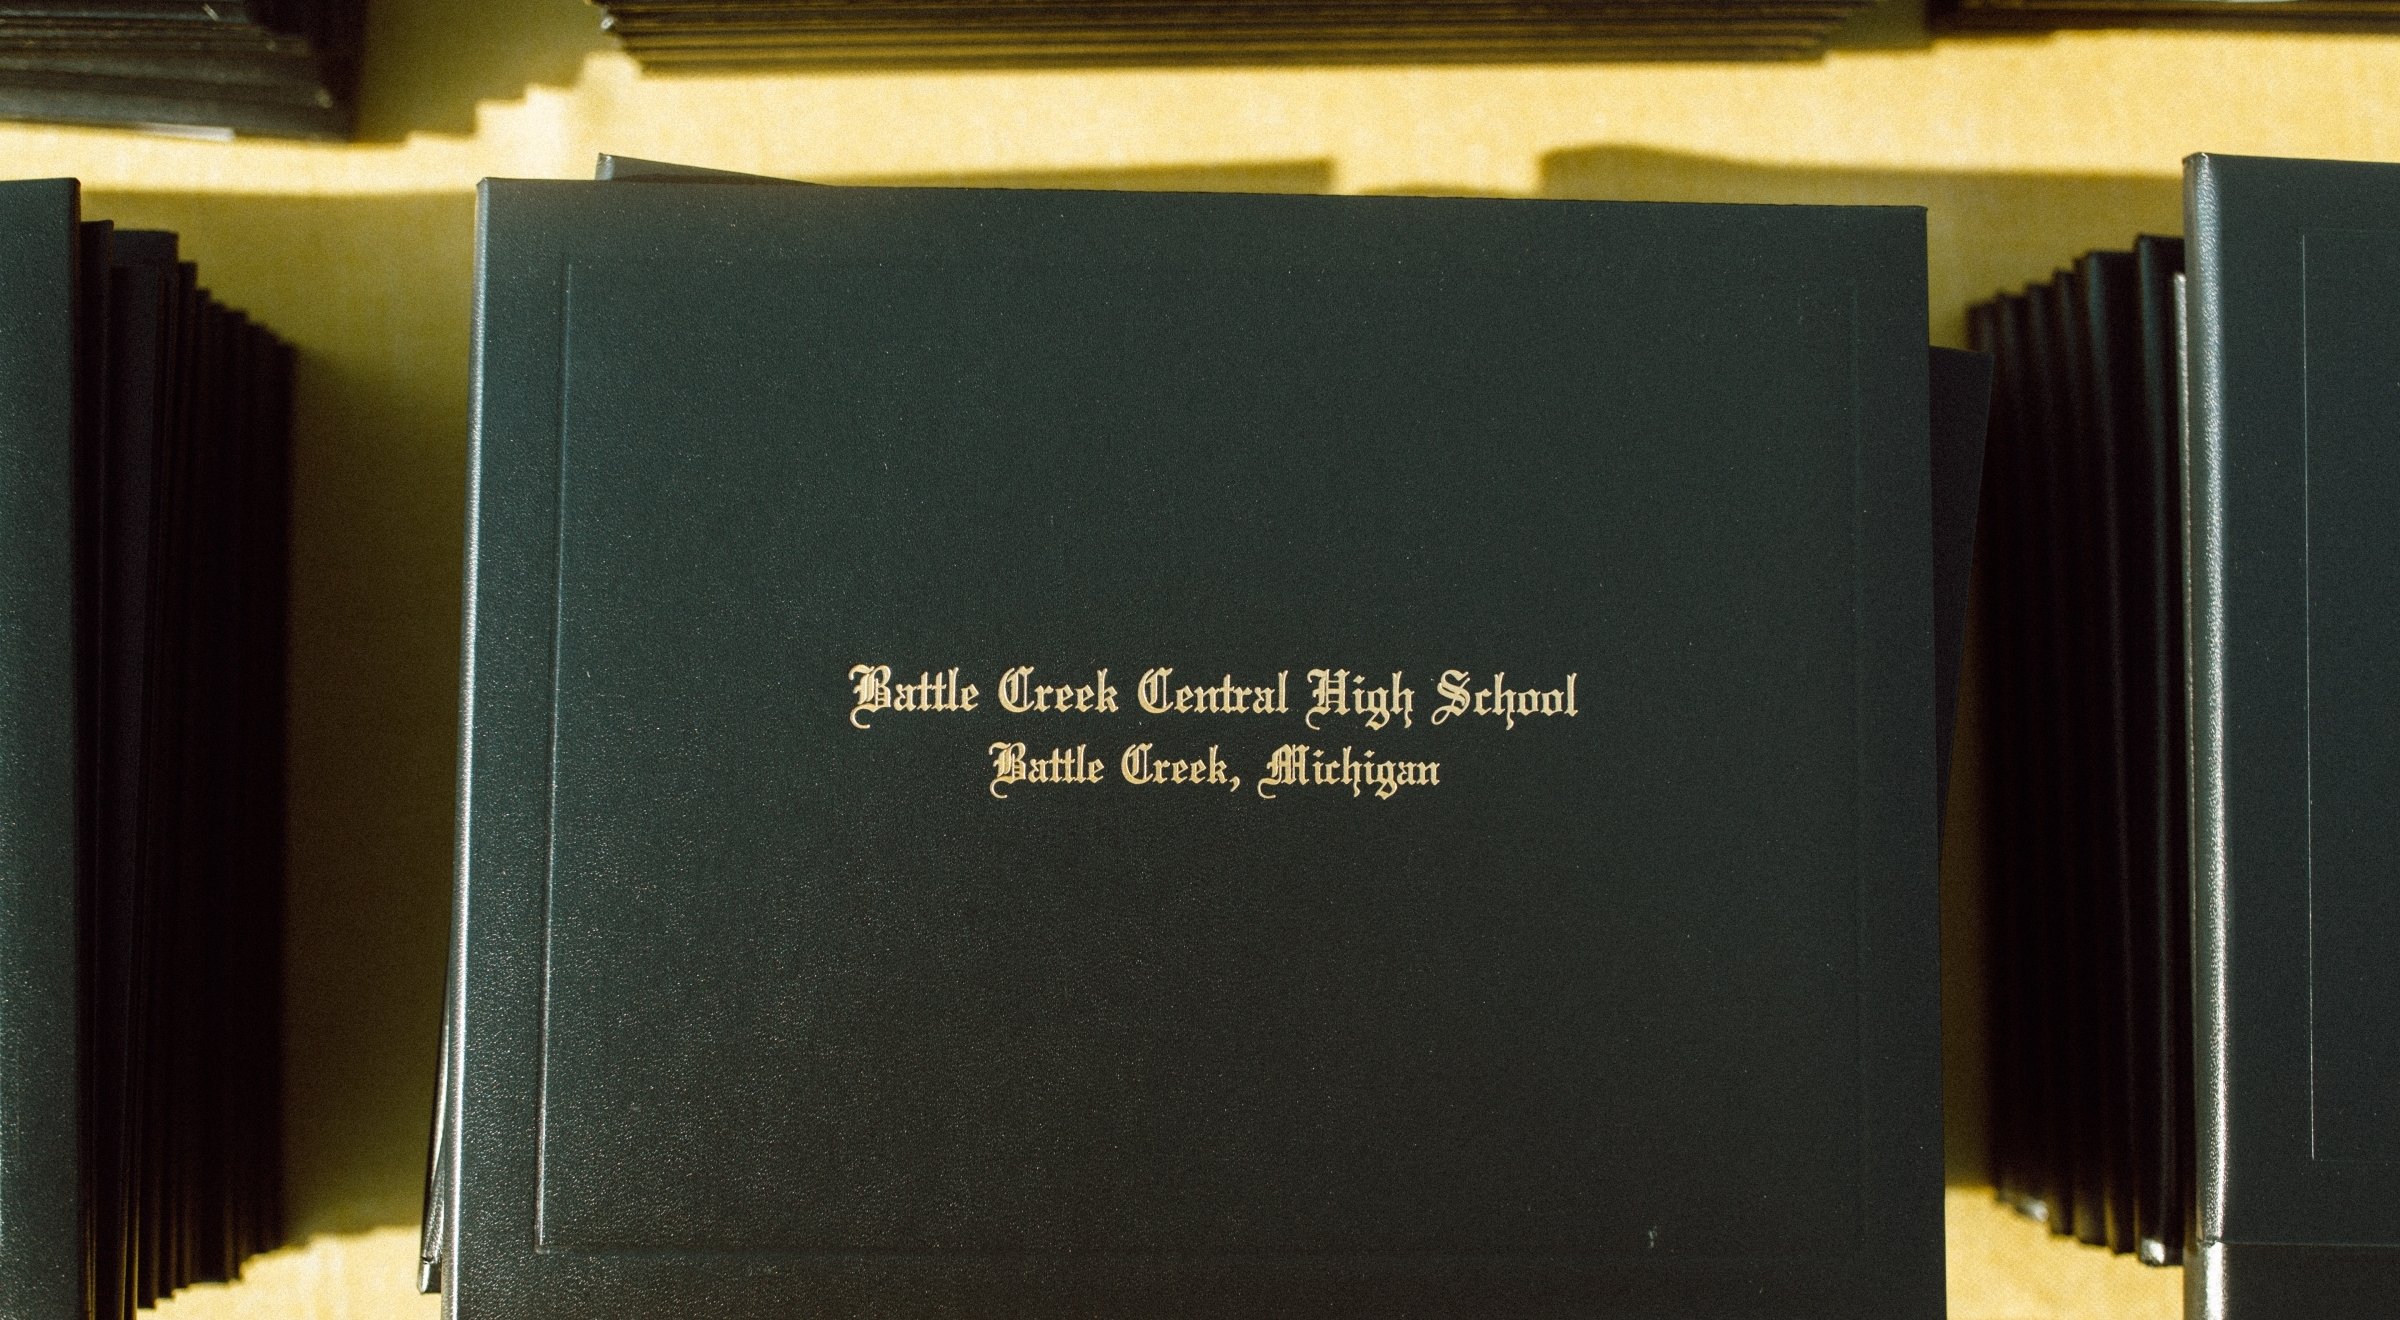 Battle Creek Central High School
Battle Creek, Michigan